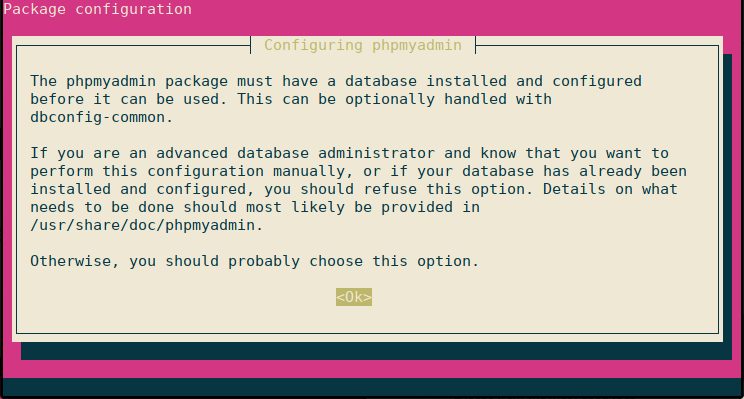 Package configuration
Configuring phpmyadmin
The phpmyadmin package must have a database installed and configured
before it can be used. This can be optionally handled with
dbconfig-common.
If you are an advanced database administrator and know that you want to
perform this configuration manually, or if your database has already been
installed and configured, you should refuse this option. Details on what
needs to be done should most likely be provided in
/usr/share/doc/phpmyadmin.
Otherwise, you should probably choose this option.
<Ok>